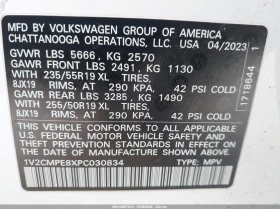 MFD BY VOLKSWAGEN GROUP OF AMERICA
CHATTANOOGA OPERATIONS, LLC. USA 04/2023
GVWR LBS 5666 , KG 2570
GAWR FRONT LBS 2491 , KG 1130
1 235/55R19 XL TIRES,
8JX19 RIMS, AT 290 KPA, 42 PSI COLD
GAWR REAR LBS 3285 , KG 1490
1 255/50R19 XL TIRES,
8JX19 RIMS, AT 290 KPA, 42 PSI COLD
THIS VEHICLE CONFORMS TO ALL APPLICABLE
U.S. FEDERAL MOTOR VEHICLE SAFETY AND
THEFT PREVENTION STANDARDS IN EFFECT ON
THE DATE OF MANUFACTURE SHOWN ABOVE
1V2CMPE8XPC030834 TYPE: MPV
1718644 1